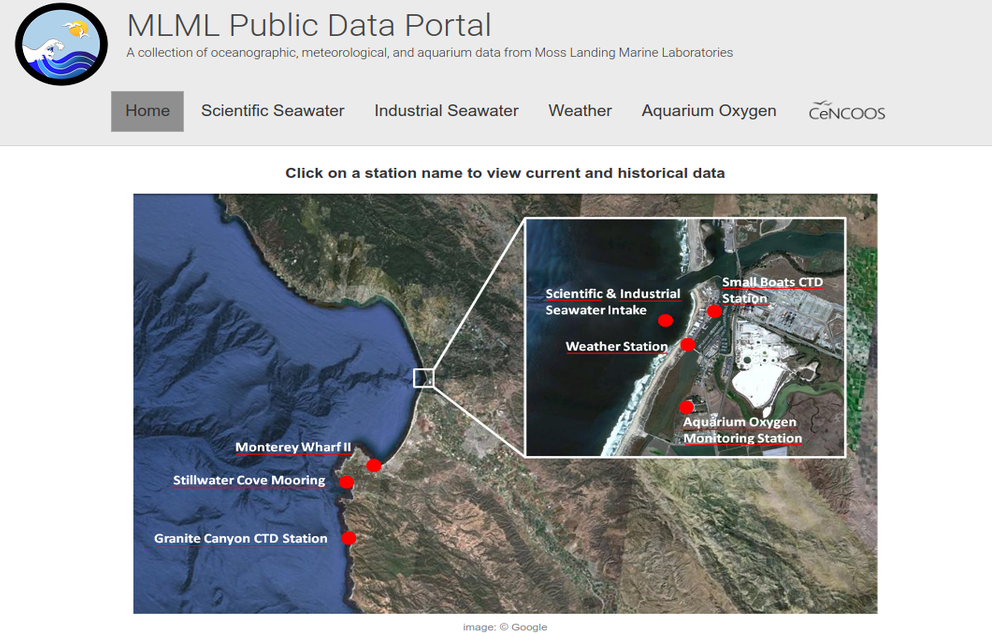 MLML Public Data Portal
A collection of oceanographic, meteorological, and aquarium data from Moss Landing Marine Laboratories
Home Scientific Seawater Industrial Seawater Weather Aquarium Oxygen CeNCOOS
Click on a station name to view current and historical data
Small Boats CTD
Station
Scientific & Industrial
Seawater Intake
Weather Station
Aquarium Oxygen
Monitoring Station
Monterey Wharf II
Stillwater Cove Mooring
Granite Canyon CTD Station
image: © Google